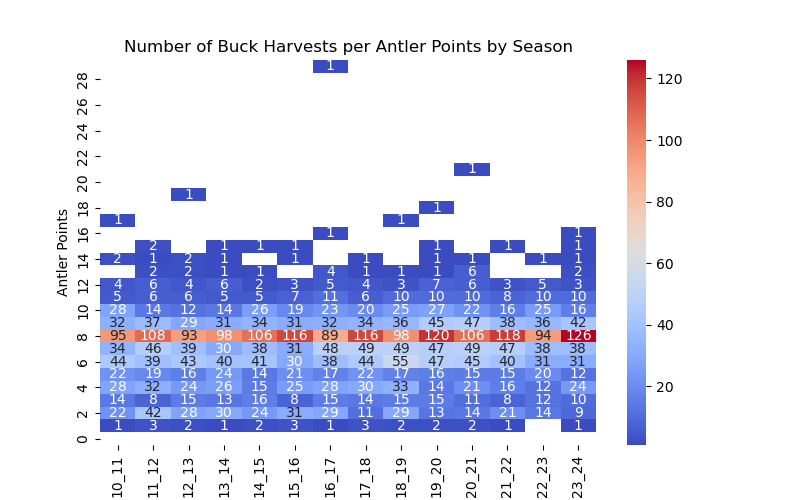 Number of Buck Harvests per Antler Points by Season
1
28
26
24
22
1
20
1
18 1
1 1
16 1 1
2 1 1 1 1 1 1
14 2 1 2 1 1 1 1 1 1 1
2 2 1 1 4 1 1 1 6 2
12 4 6 4 6 2 3 5 4 3 7 6 3 5 3
5 6 6 5 5 7 11 6 10 10 10 8 10 10
10 28 14 12 14 26 19 23 20 25 27 22 16 25 16
32 37 29 31 34 31 32 34 36 45 47 38 36 42
8 95 108 93 98 106 116 89 116 98 120 106 118 94 126
34 46 39 30 38 31 48 49 49 47 49 47 38 38
6 44 39 43 40 41 30 38 44 55 47 45 40 31 31
22 19 16 24 14 21 17 22 17 16 15 15 20 12
4 28 32 24 26 15 25 28 30 33 14 21 16 12 24
14 8 15 13 16 8 15 14 15 15 11 8 12 10
2 22 42 28 30 24 31 29 11 29 13 14 21 14 9
1 3 2 1 2 3 1 3 2 2 2 1 1
0
Antler Points
10_11 11_12 12_13 13_14 14_15 15_16 16_17 17_18 18_19 19_20 20_21 21_22 22_23 23_24
120
100
80
60
40
20